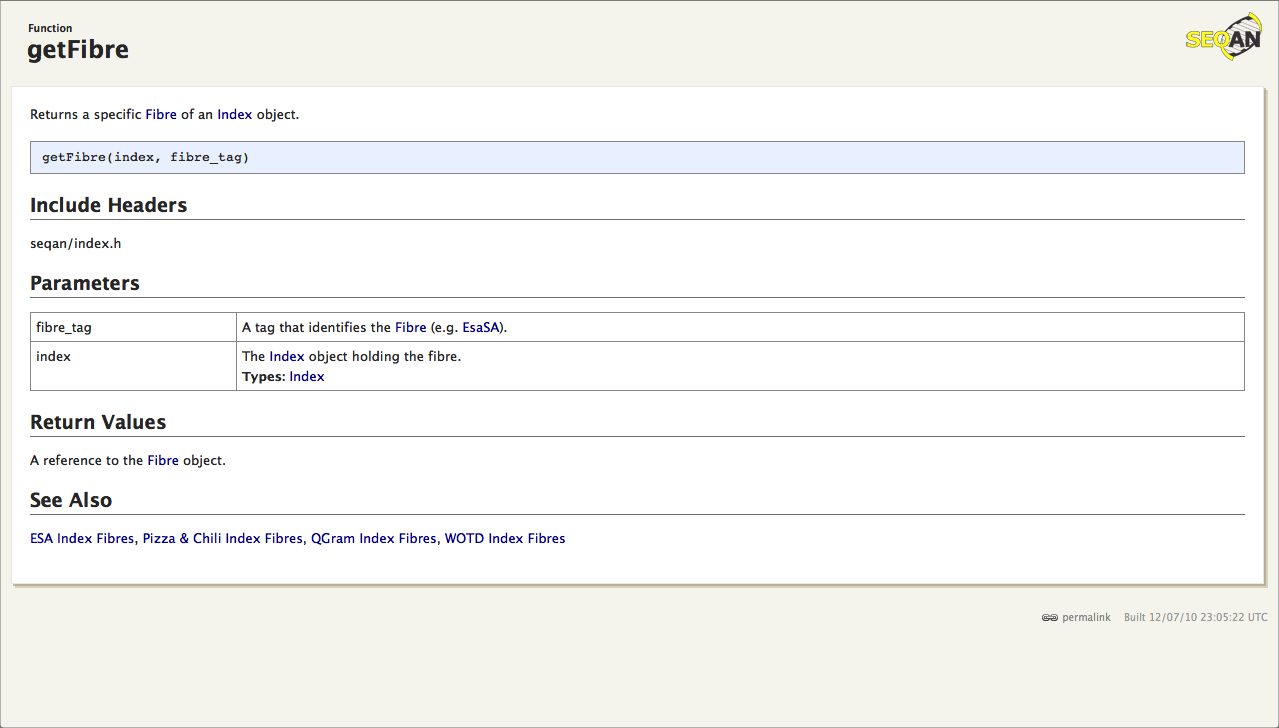 Function
getFibre
SEQAN
Returns a specific Fibre of an Index object.
getFibre(index, fibre_tag)
Include Headers
seqan/index.h
Parameters
fibre_tag A tag that identifies the Fibre (e.g. EsaSA).
index The Index object holding the fibre.
Types: Index
Return Values
A reference to the Fibre object.
See Also
ESA Index Fibres, Pizza & Chili Index Fibres, QGram Index Fibres, WOTD Index Fibres
permalink Built 12/07/10 23:05:22 UTC